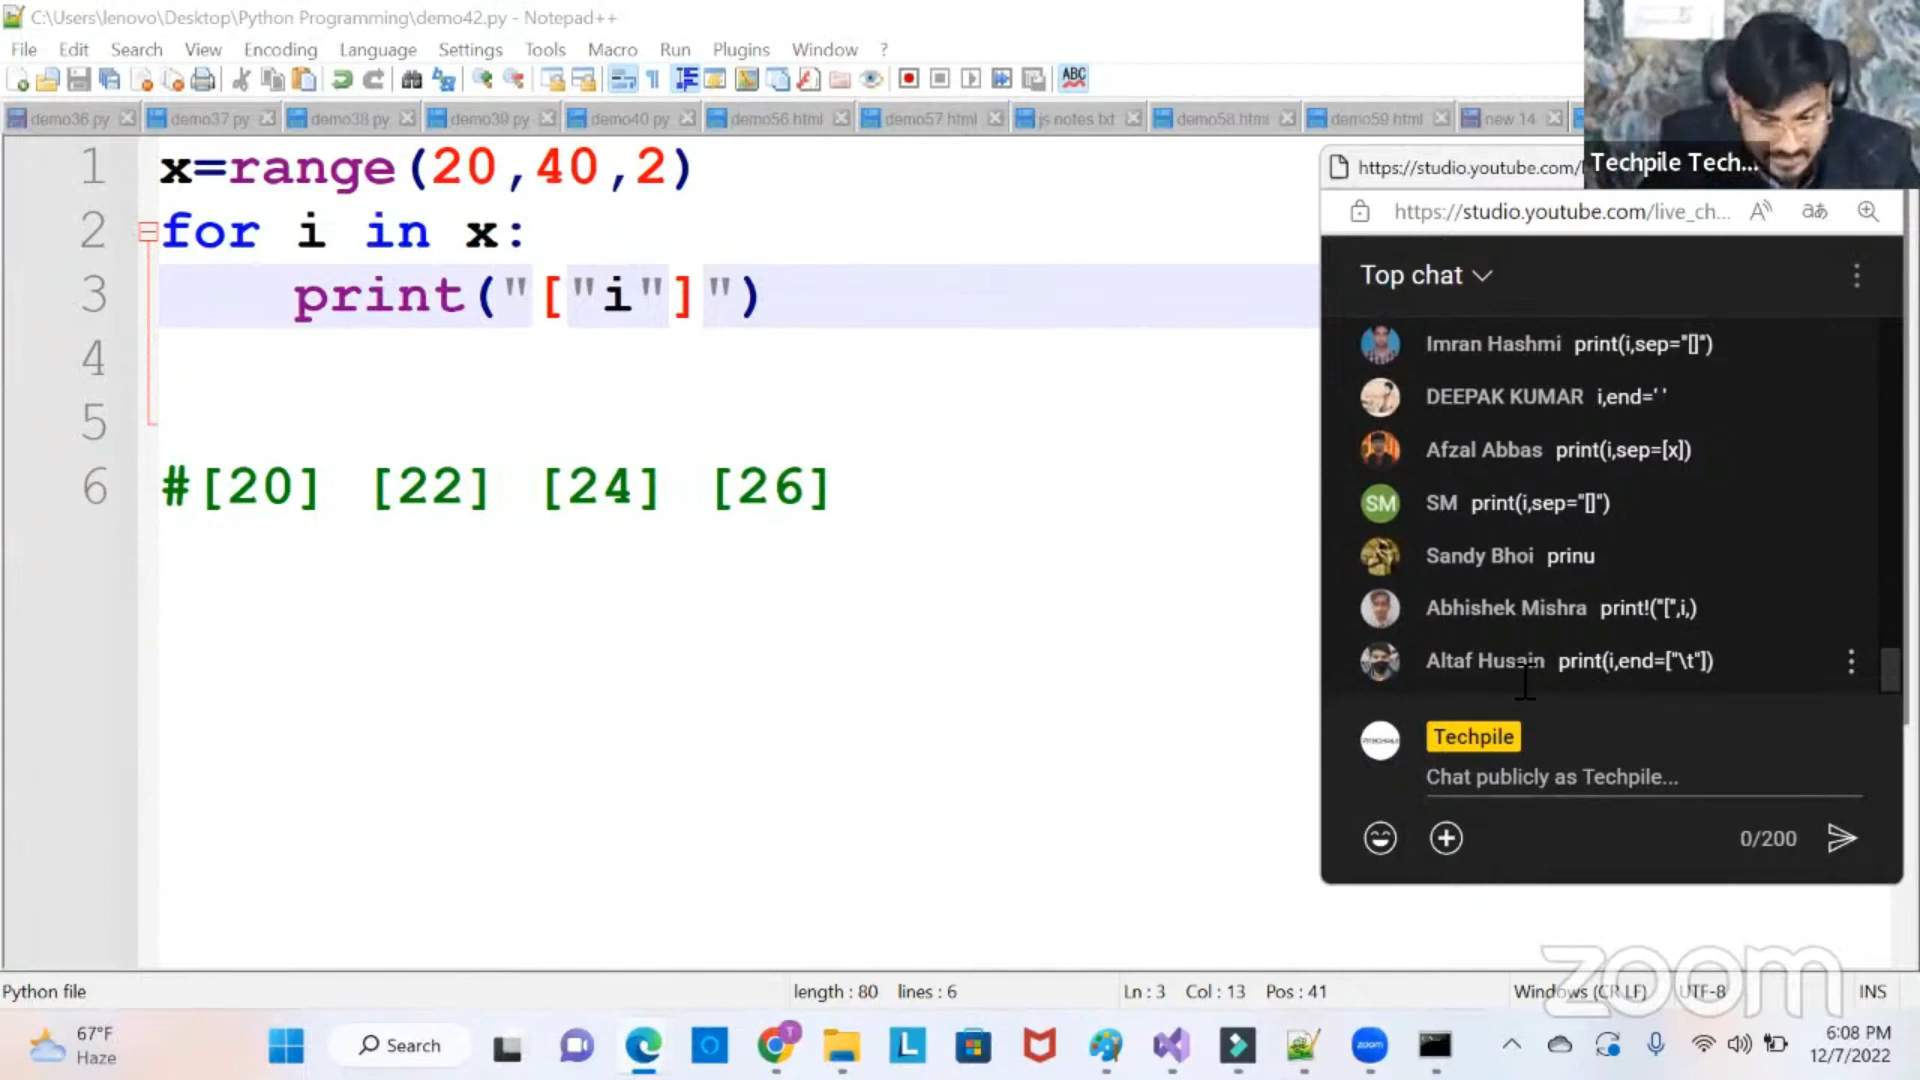 C:\Users\lenovo\Desktop\Python Programming\demo42.py - Notepad++
File Edit Search View Encoding Language Settings Tools Macro Run Plugins Window ?
ABC
demo36.py demo37.py demo38.py demo39.py demo40.py demo56.html demo57.html js notes.txt demo58.html demo59.html new 14
1 x=range(20,40,2)
2 for i in x:
3 print("["i"]")
4
5
6 #[20] [22] [24] [26]
Techpile Tech...
https://studio.youtube.com/l
https://studio.youtube.com/live_ch...
Top chat
Imran Hashmi print(i,sep="[]")
DEEPAK KUMAR i,end=' '
Afzal Abbas print(i,sep=[x])
SM SM print(i,sep="[]")
Sandy Bhoi prinu
Abhishek Mishra print!("[",i,)
Altaf Husain print(i,end=["\t"])
Techpile
Chat publicly as Techpile...
0/200
zoom
Python file length : 80 lines : 6 Ln : 3 Col : 13 Pos : 41 Windows (CR LF) UTF-8 INS
67°F
Haze
Search
zoom
6:08 PM
12/7/2022